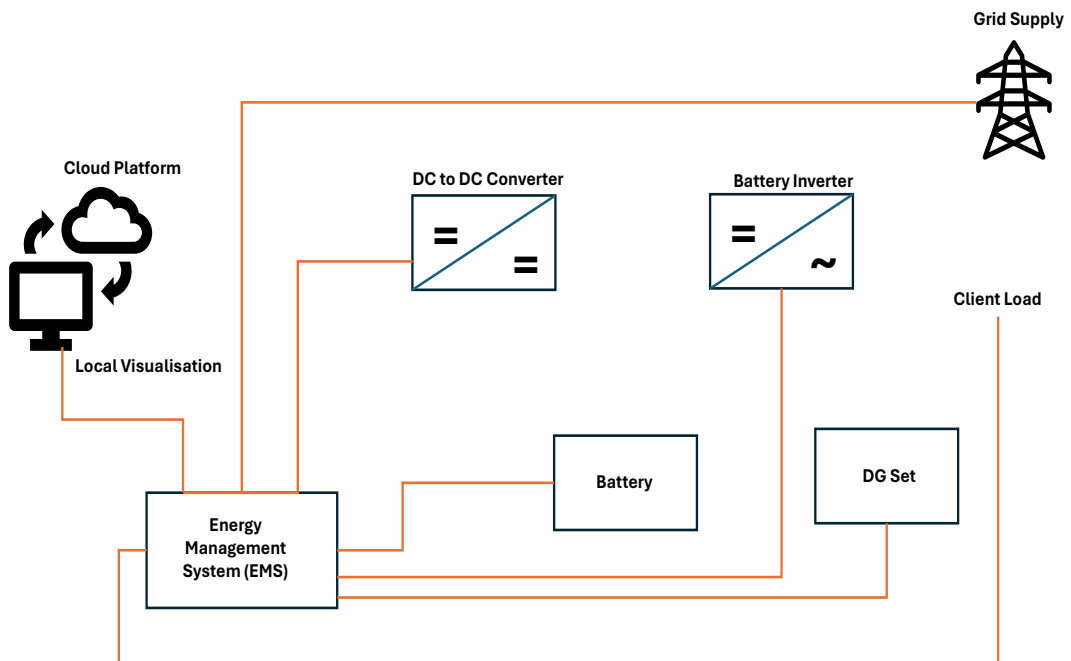 Grid Supply
Cloud Platform
DC to DC Converter
Battery Inverter
=
=
=
~
Client Load
Local Visualisation
Battery
DG Set
Energy
Management
System (EMS)